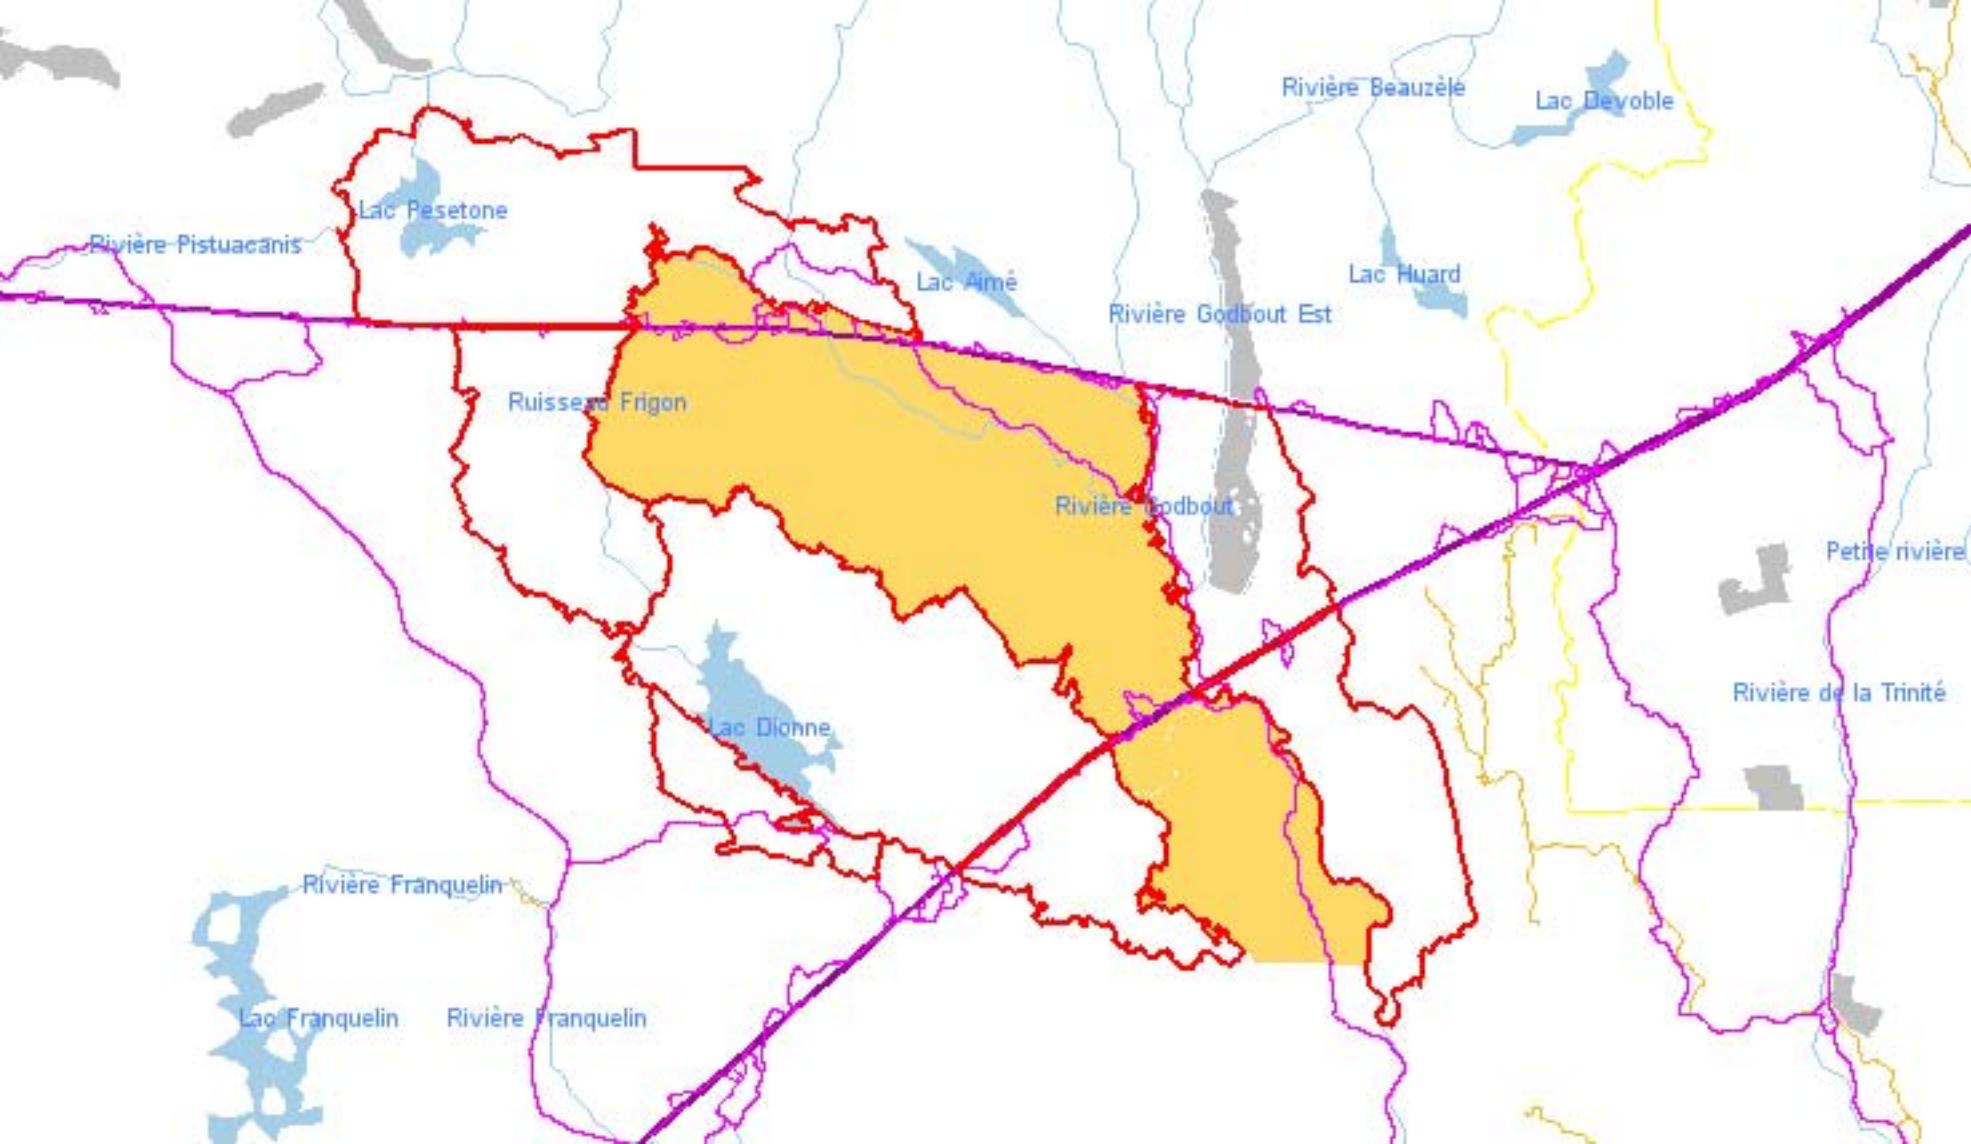 Rivière Beauzèle
Lac Devoble
Lac Pesetone
Rivière Pistuacanis
Lac Huard
Lac Aimé
Rivière Godbout Est
Ruisseau Frigon
Rivière Godbout
Petite rivière
Rivière de la Trinité
Lac Dionne
Rivière Franquelin
Lac Franquelin
Rivière Franquelin